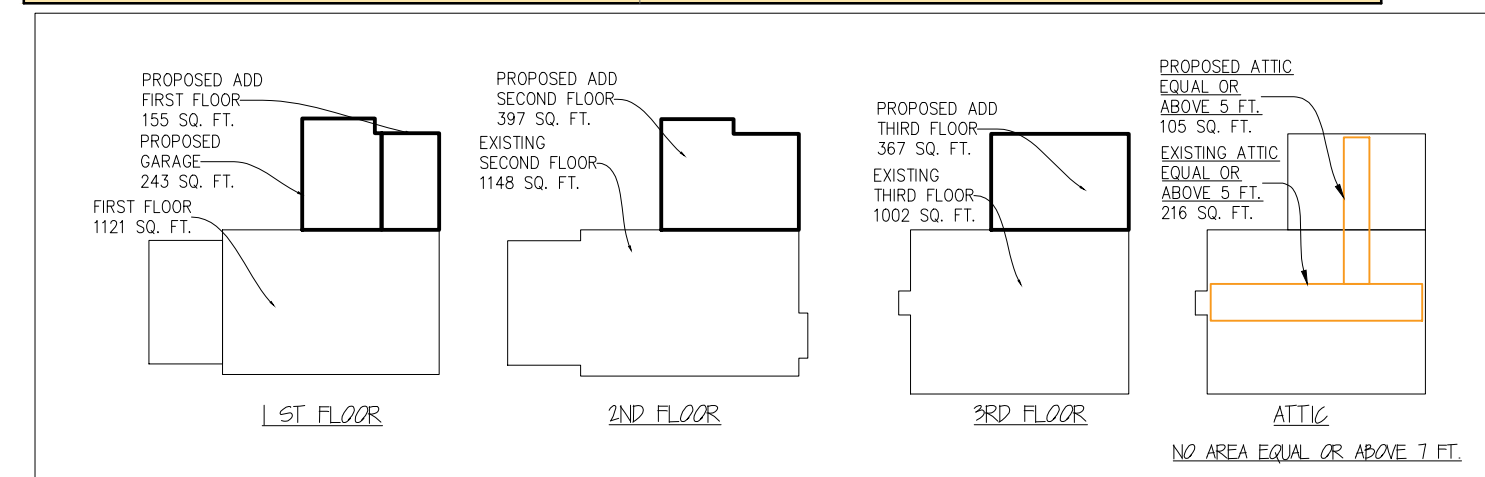 PROPOSED ADD
FIRST FLOOR
155 SQ. FT.
PROPOSED
GARAGE
243 SQ. FT.
FIRST FLOOR
1121 SQ. FT.
1 ST FLOOR
PROPOSED ADD
SECOND FLOOR
397 SQ. FT.
EXISTING
SECOND FLOOR
1148 SQ. FT.
2ND FLOOR
PROPOSED ADD
THIRD FLOOR
367 SQ. FT.
EXISTING
THIRD FLOOR
1002 SQ. FT.
3RD FLOOR
PROPOSED ATTIC
EQUAL OR
ABOVE 5 FT.
105 SQ. FT.
EXISTING ATTIC
EQUAL OR
ABOVE 5 FT.
216 SQ. FT.
ATTIC
NO AREA EQUAL OR ABOVE 7 FT.